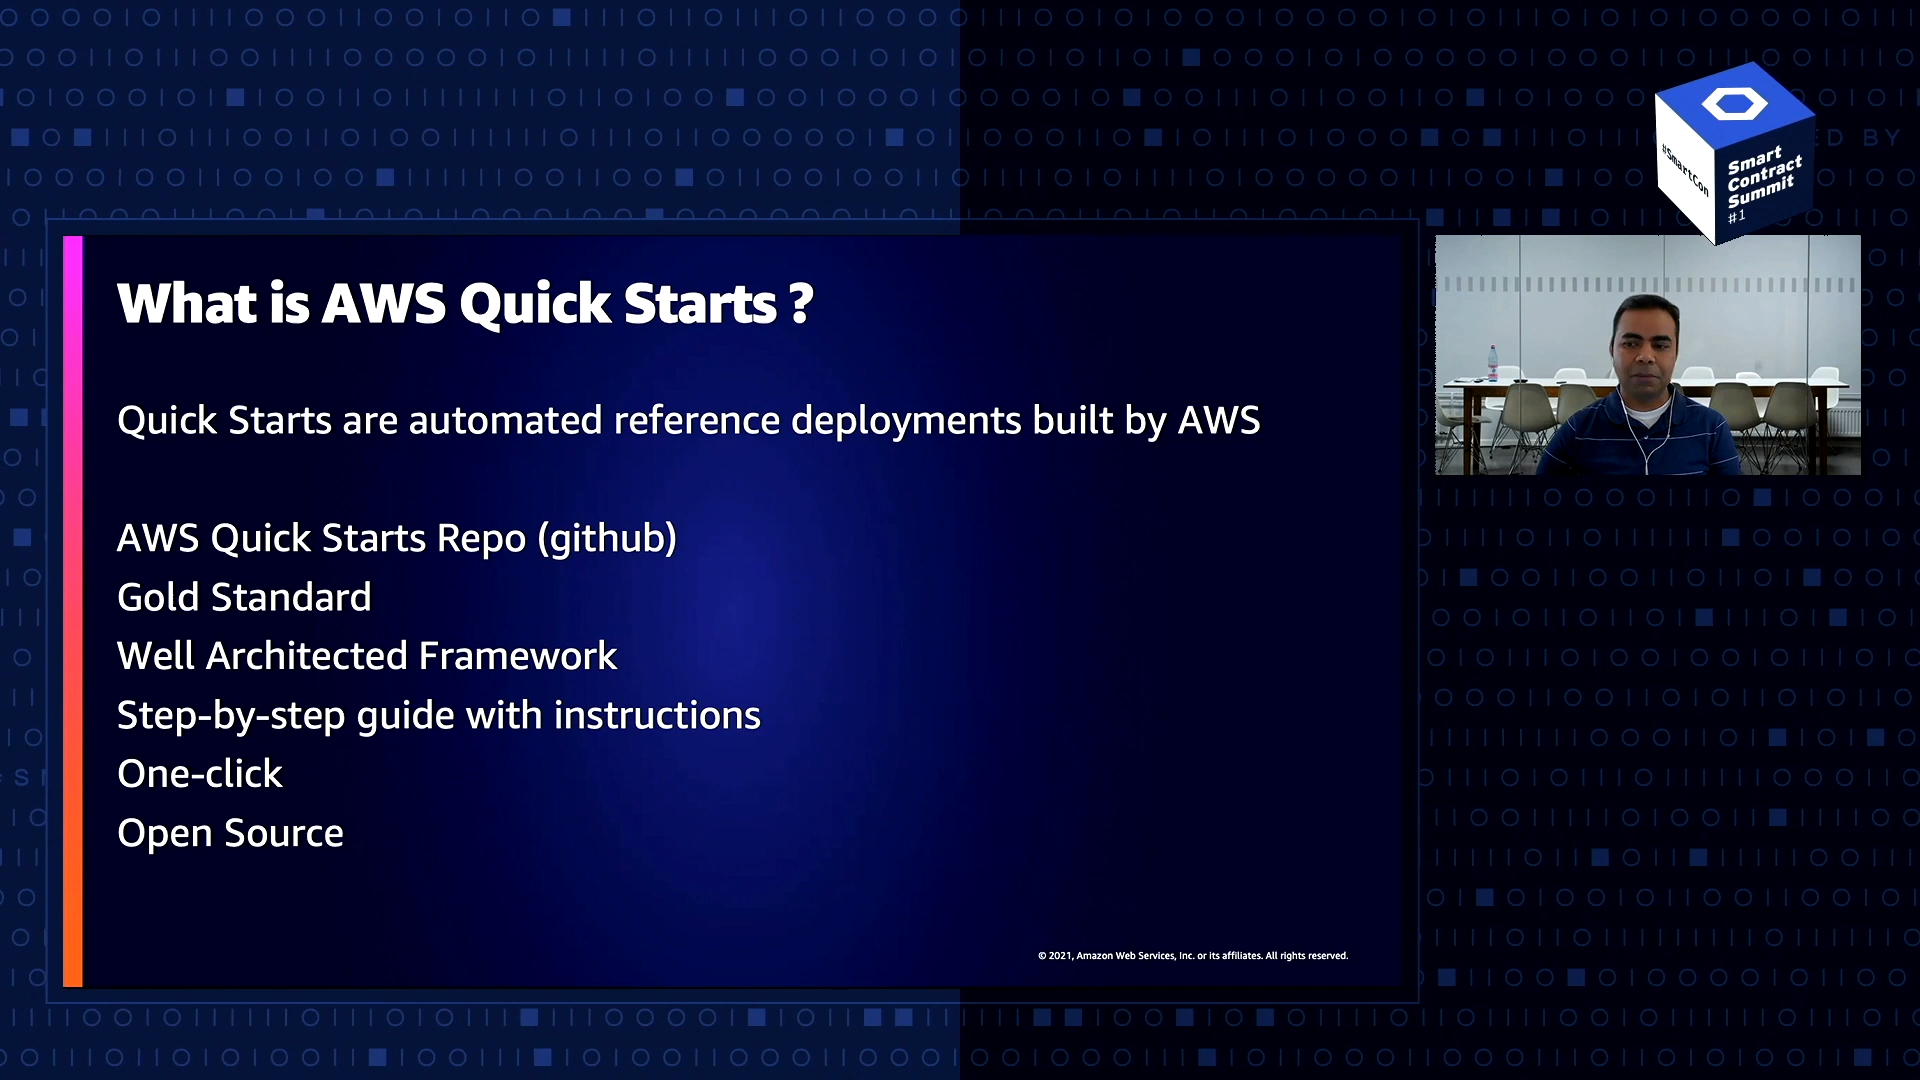 What is AWS Quick Starts ?
Quick Starts are automated reference deployments built by AWS
AWS Quick Starts Repo (github)
Gold Standard
Well Architected Framework
Step-by-step guide with instructions
One-click
Open Source
© 2021, Amazon Web Services, Inc. or its affiliates. All rights reserved.
#SmartCon
Smart
Contract
Summit
#1
BY